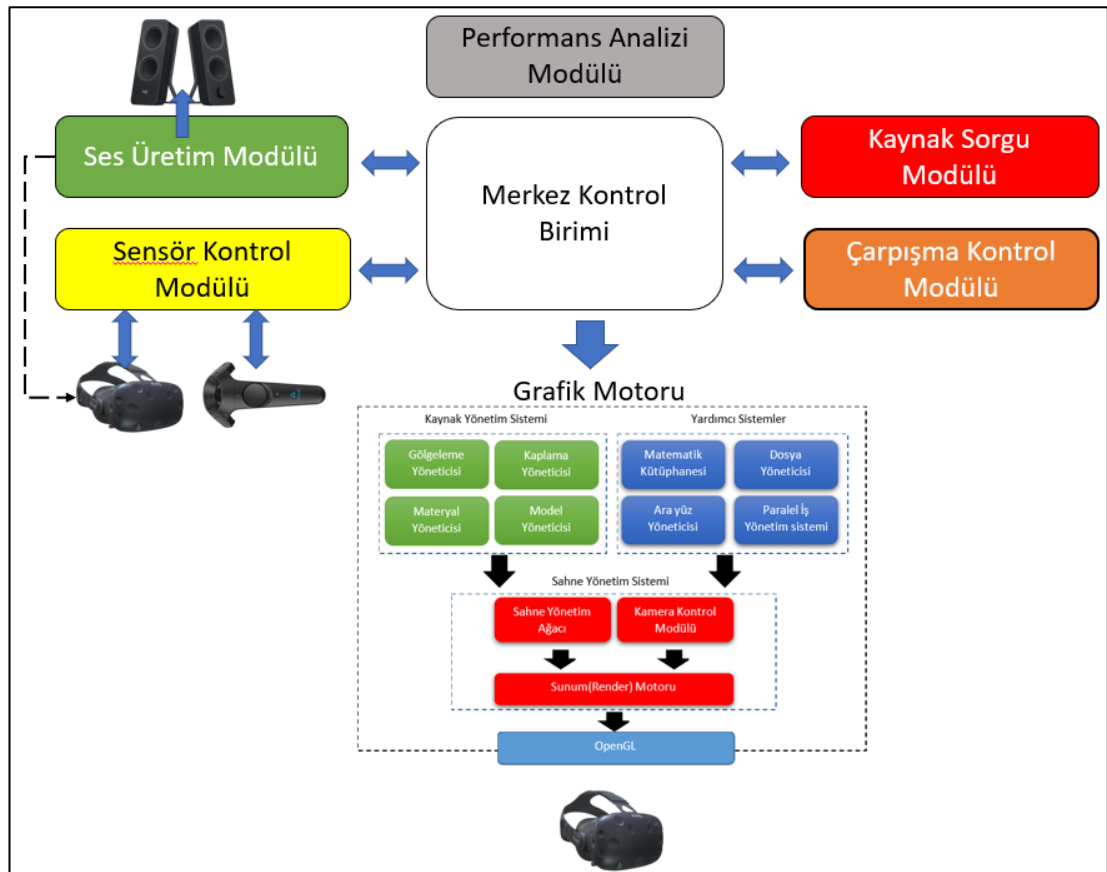 Performans Analizi
Modülü
Ses Üretim Modülü
Merkez Kontrol
Birimi
Kaynak Sorgu
Modülü
Sensör Kontrol
Modülü
Çarpışma Kontrol
Modülü
Grafik Motoru
Kaynak Yönetim Sistemi
Gölgeleme
Yöneticisi
Kaplama
Yöneticisi
Materyal
Yöneticisi
Model
Yöneticisi
Yardımcı Sistemler
Matematik
Kütüphanesi
Dosya
Yöneticisi
Ara yüz
Yöneticisi
Paralel İş
Yönetim sistemi
Sahne Yönetim Sistemi
Sahne Yönetim
Ağacı
Kamera Kontrol
Modülü
Sunum(Render) Motoru
OpenGL